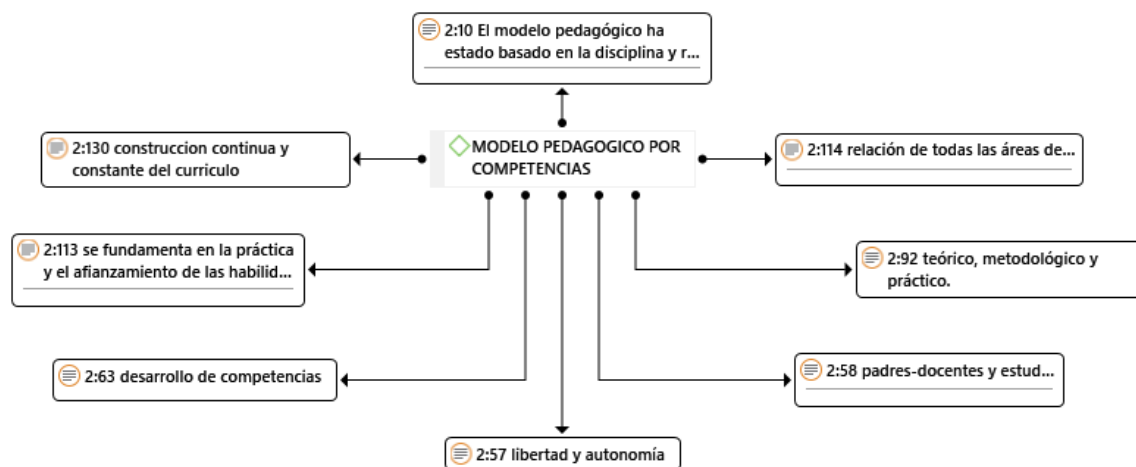 2:10 El modelo pedagógico ha
estado basado en la disciplina y r...
2:130 construccion continua y
constante del curriculo
MODELO PEDAGOGICO POR
COMPETENCIAS
2:114 relación de todas las áreas de...
2:113 se fundamenta en la práctica
y el afianzamiento de las habilid...
2:92 teórico, metodológico y
práctico.
2:63 desarrollo de competencias
2:58 padres-docentes y estud...
2:57 libertad y autonomía